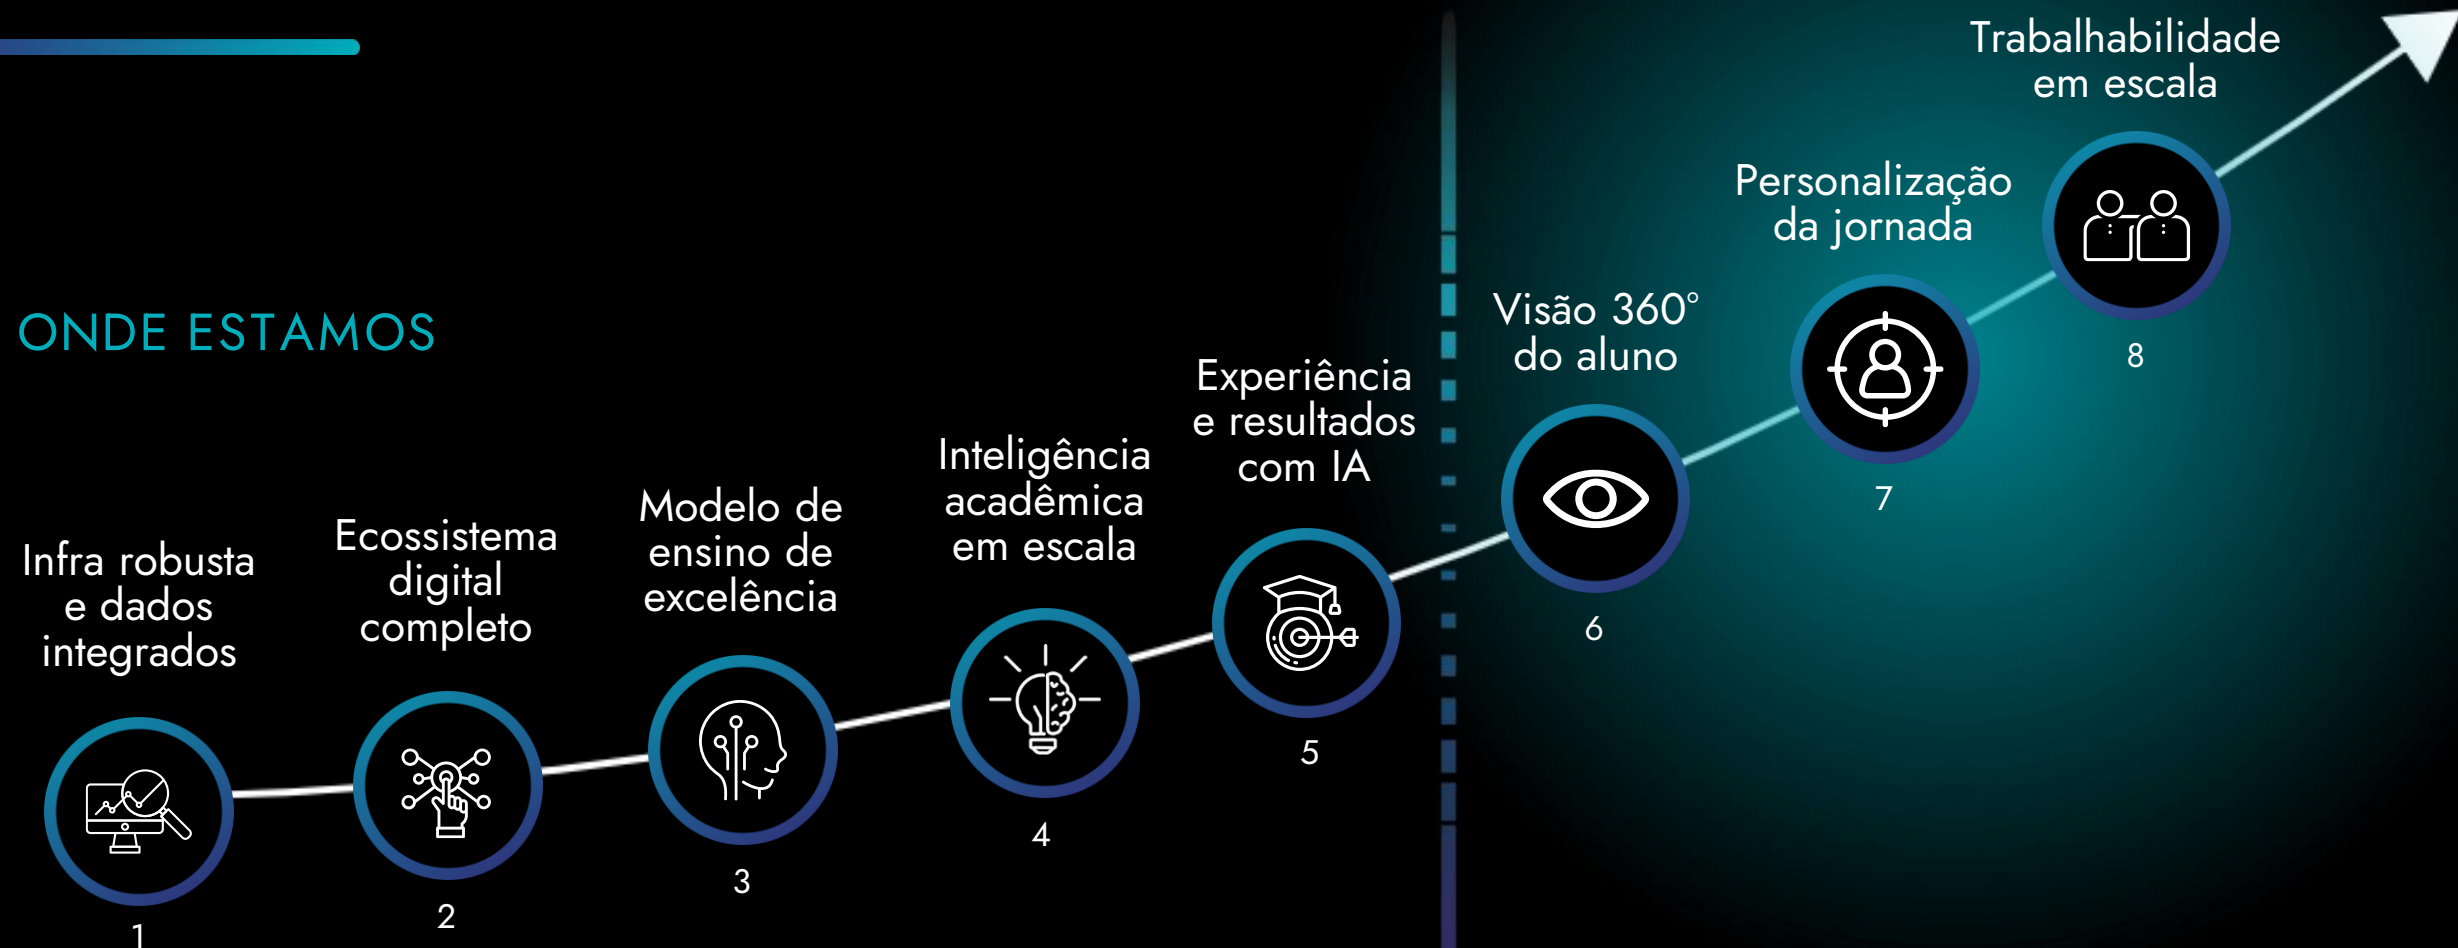 ONDE ESTAMOS
Infra robusta
e dados
integrados
1
Ecossistema
digital
completo
2
Modelo de
ensino de
excelência
3
Inteligência
acadêmica
em escala
4
Experiência
e resultados
com IA
5
Visão 360°
do aluno
6
Personalização
da jornada
7
Trabalhabilidade
em escala
8